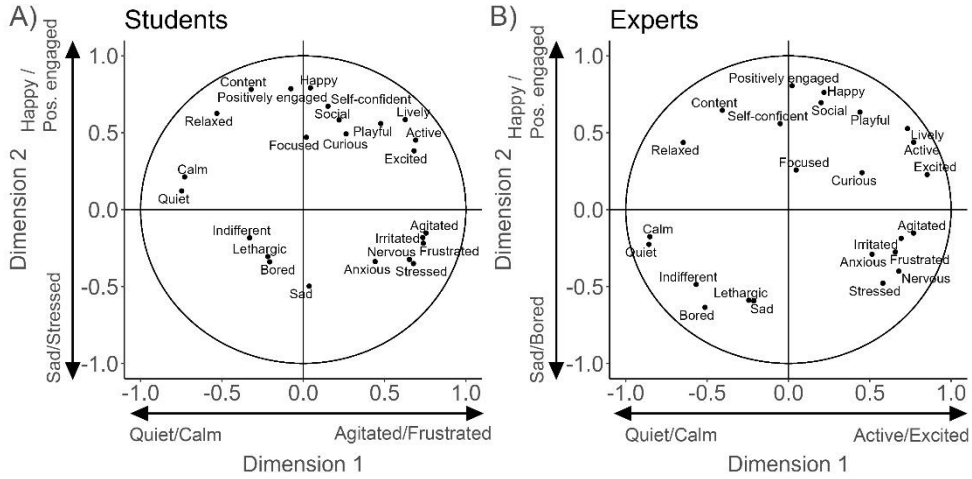 A)
Students
Happy /
Pos. engaged
Dimension 2
Sad/Stressed
1.0
0.5
0.0
-0.5
-1.0
Content
Happy
Positively engaged
Self-confident
Relaxed
Social
Lively
Playful
Focused
Curious
Active
Excited
Calm
Quiet
Indifferent
Agitated
Lethargic
Irritated
Bored
Nervous
Frustrated
Anxious
Stressed
Sad
-1.0 -0.5 0.0 0.5 1.0
Quiet/Calm
Agitated/Frustrated
Dimension 1
B)
Experts
Happy /
Pos. engaged
Dimension 2
Sad/Bored
1.0
0.5
0.0
-0.5
-1.0
Positively engaged
Happy
Content
Social
Self-confident
Playful
Relaxed
Lively
Active
Focused
Excited
Curious
Calm
Agitated
Quiet
Irritated
Anxious
Frustrated
Indifferent
Nervous
Stressed
Lethargic
Bored
Sad
-1.0 -0.5 0.0 0.5 1.0
Quiet/Calm
Active/Excited
Dimension 1